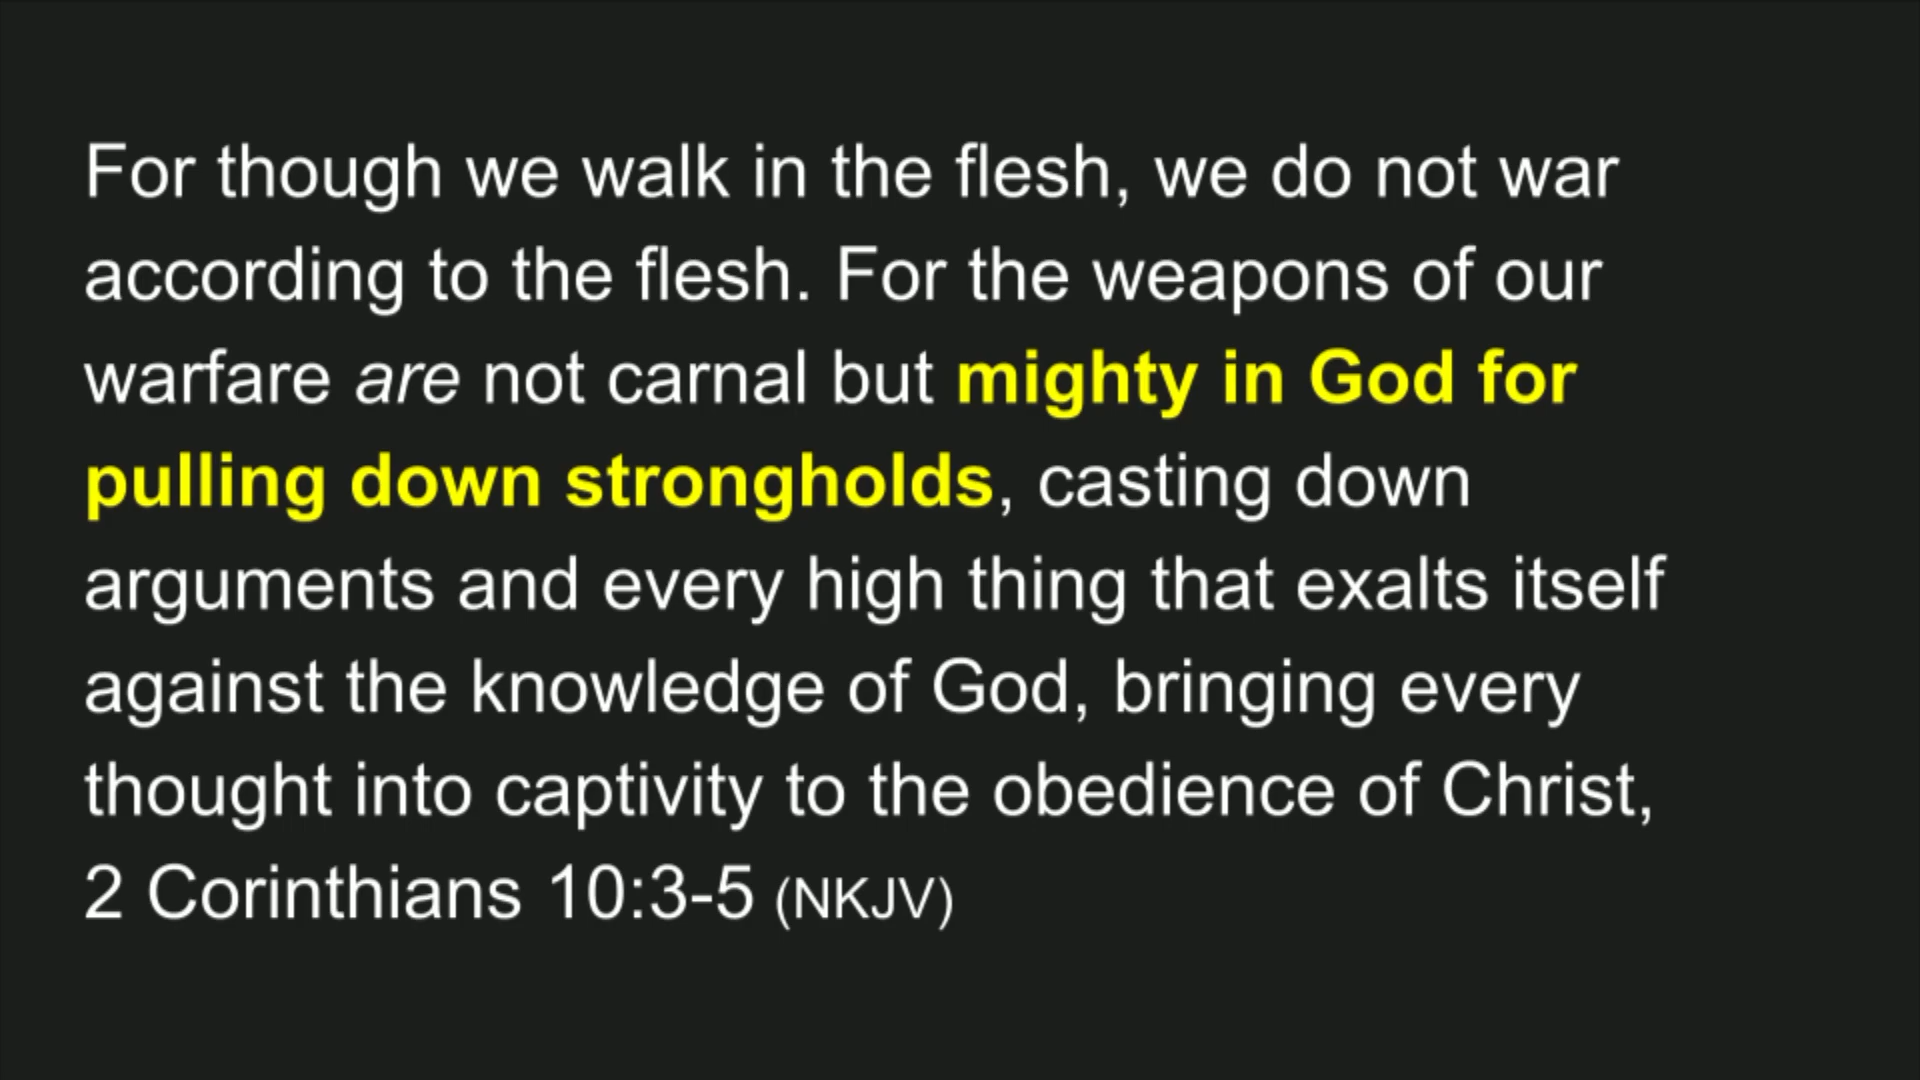 For though we walk in the flesh, we do not war
according to the flesh. For the weapons of our
warfare are not carnal but mighty in God for
pulling down strongholds, casting down
arguments and every high thing that exalts itself
against the knowledge of God, bringing every
thought into captivity to the obedience of Christ,
2 Corinthians 10:3-5 (NKJV)